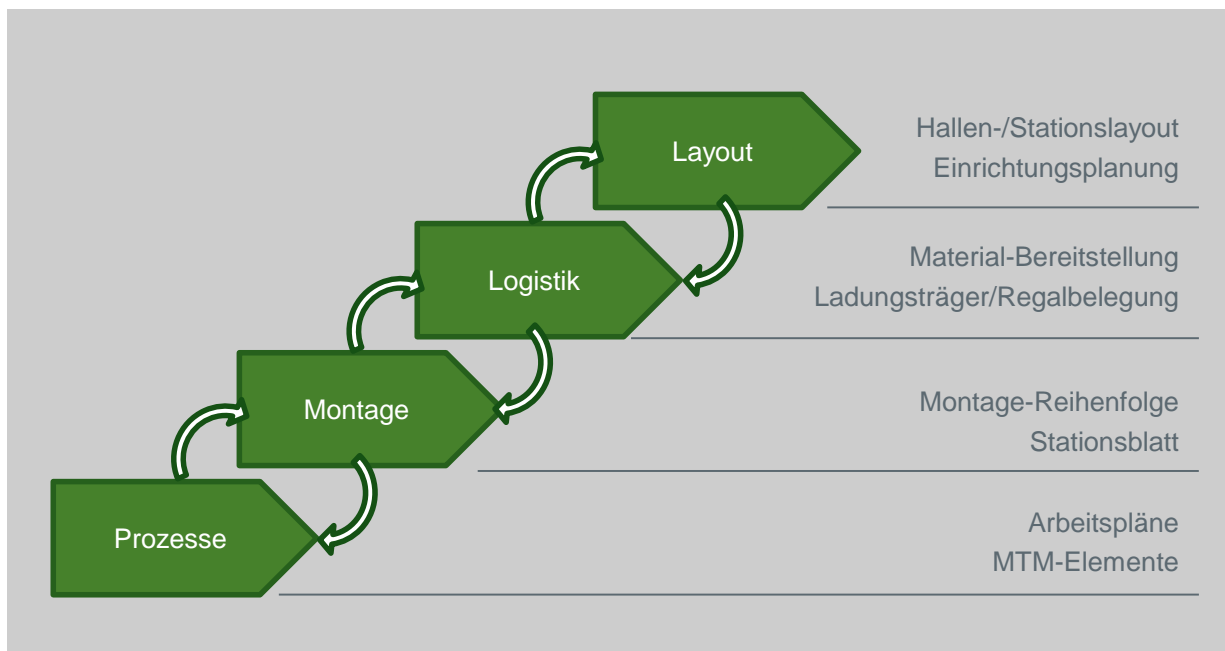 Layout
Hallen-/Stationslayout
Einrichtungsplanung
Logistik
Material-Bereitstellung
Ladungsträger/Regalbelegung
Montage
Montage-Reihenfolge
Stationsblatt
Prozesse
Arbeitspläne
MTM-Elemente